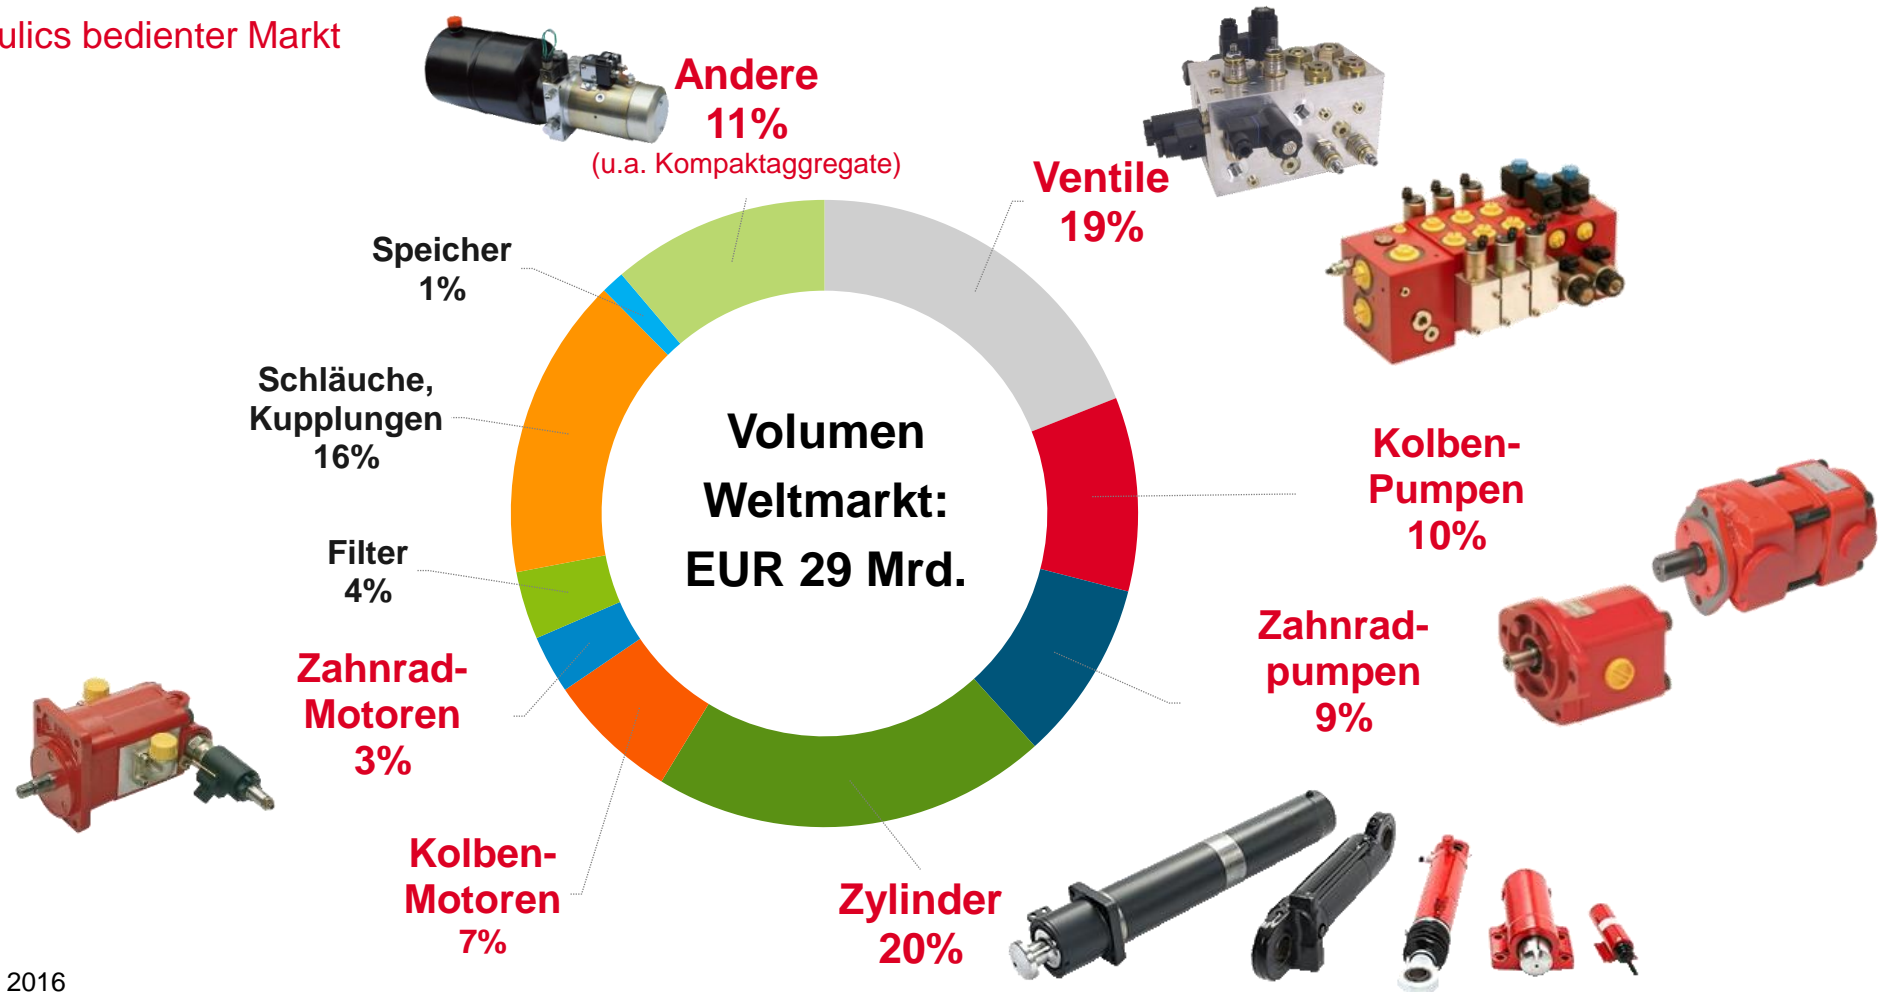 ulics bedienter Markt
Andere
11%
(u.a. Kompaktaggregate)
Ventile
19%
Speicher
1%
Schläuche,
Kupplungen
16%
Volumen
Weltmarkt:
EUR 29 Mrd.
Kolben-
Pumpen
10%
Filter
4%
Zahnrad-
pumpen
9%
Zahnrad-
Motoren
3%
Kolben-
Motoren
7%
Zylinder
20%
2016